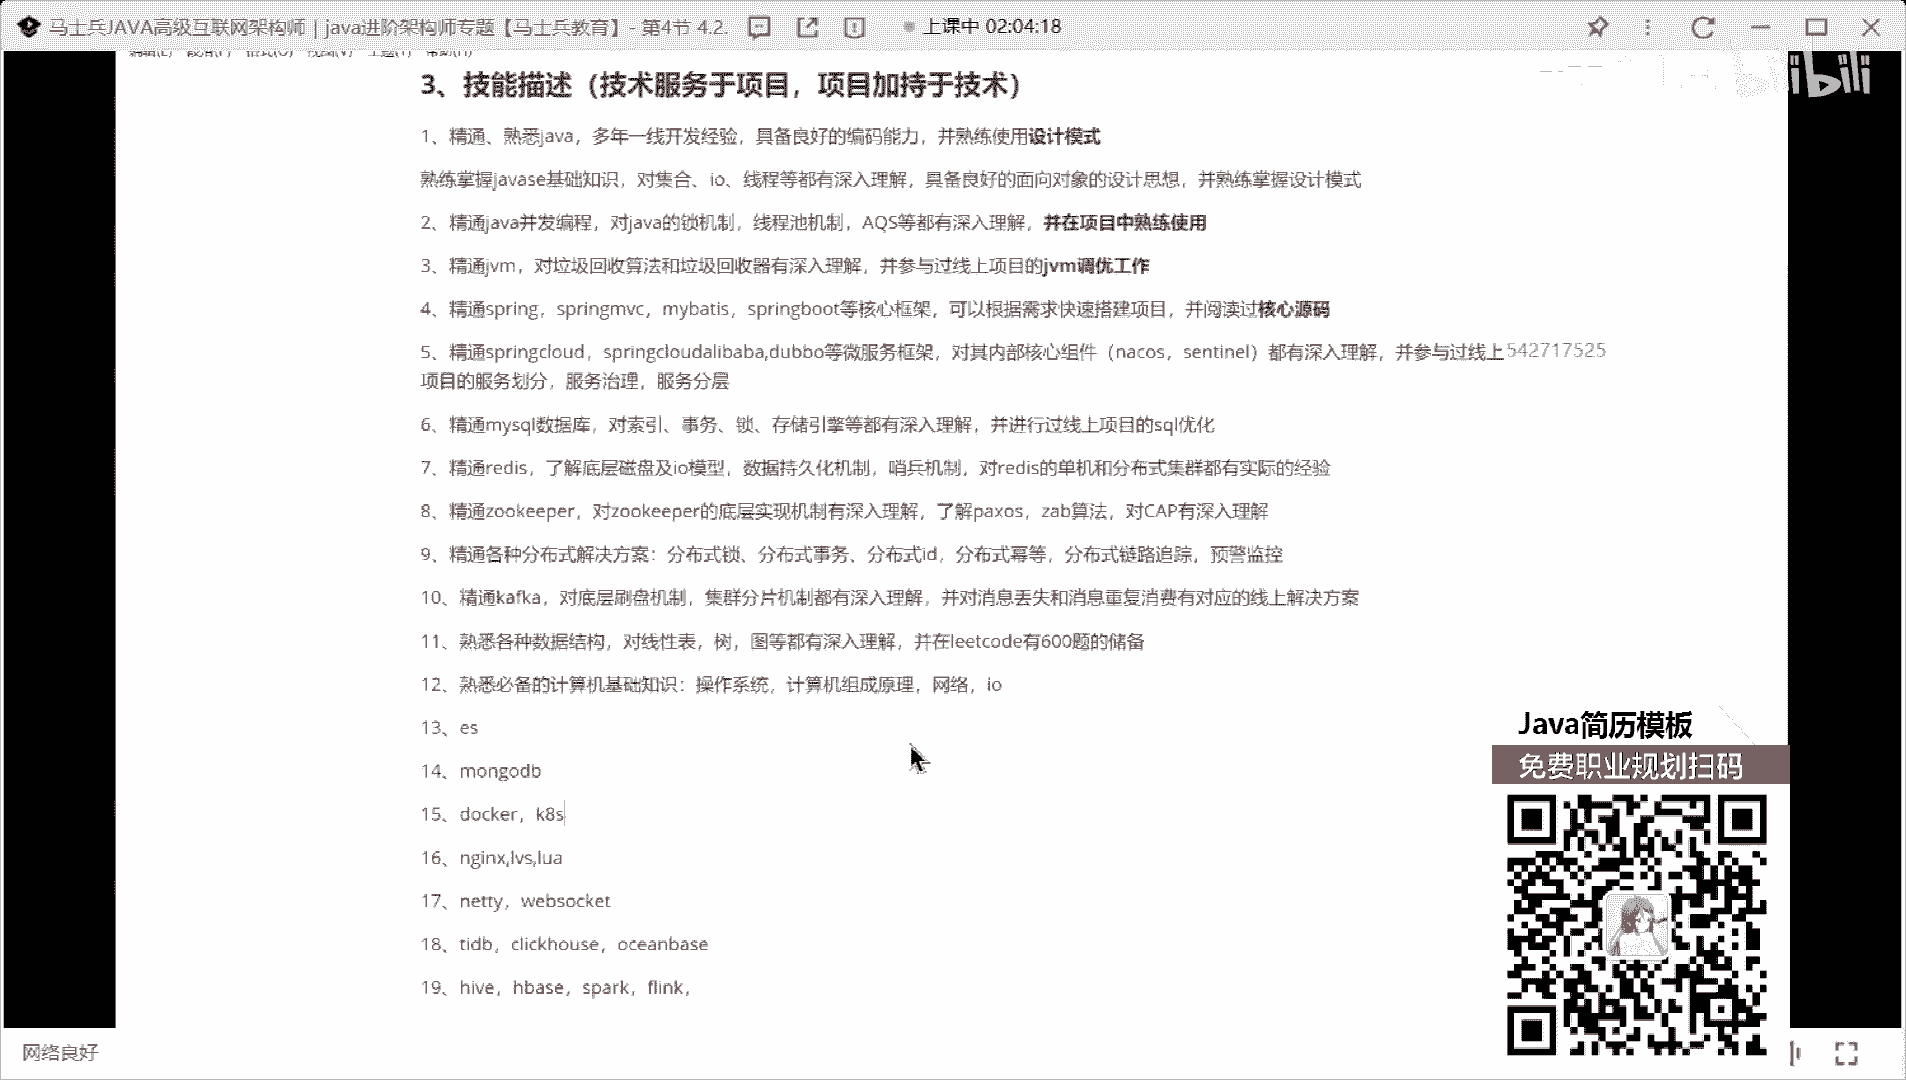 马士兵JAVA高级互联网架构师 | java进阶架构师专题【马士兵教育】- 第4节 4.2.
上课中 02:04:18
编辑(E) 段落(P) 格式(O) 视图(V) 主题(T) 帮助(H)
bilibili
3、技能描述（技术服务于项目，项目加持于技术）
1、精通、熟悉java，多年一线开发经验，具备良好的编码能力，并熟练使用设计模式
熟练掌握javase基础知识，对集合、io、线程等都有深入理解，具备良好的面向对象的设计思想，并熟练掌握设计模式
2、精通java并发编程，对java的锁机制，线程池机制，AQS等都有深入理解，并在项目中熟练使用
3、精通jvm，对垃圾回收算法和垃圾回收器有深入理解，并参与过线上项目的jvm调优工作
4、精通spring，springmvc，mybatis，springboot等核心框架，可以根据需求快速搭建项目，并阅读过核心源码
5、精通springcloud，springcloudalibaba,dubbo等微服务框架，对其内部核心组件（nacos，sentinel）都有深入理解，并参与过线上
542717525
项目的服务划分，服务治理，服务分层
6、精通mysql数据库，对索引、事务、锁、存储引擎等都有深入理解，并进行过线上项目的sql优化
7、精通redis，了解底层磁盘及io模型，数据持久化机制，哨兵机制，对redis的单机和分布式集群都有实际的经验
8、精通zookeeper，对zookeeper的底层实现机制有深入理解，了解paxos，zab算法，对CAP有深入理解
9、精通各种分布式解决方案：分布式锁、分布式事务、分布式id，分布式幂等，分布式链路追踪，预警监控
10、精通kafka，对底层刷盘机制，集群分片机制都有深入理解，并对消息丢失和消息重复消费有对应的线上解决方案
11、熟悉各种数据结构，对线性表，树，图等都有深入理解，并在leetcode有600题的储备
12、熟悉必备的计算机基础知识：操作系统，计算机组成原理，网络，io
13、es
14、mongodb
15、docker，k8s
16、nginx,lvs,lua
17、netty，websocket
18、tidb，clickhouse，oceanbase
19、hive，hbase，spark，flink，
Java简历模板
免费职业规划扫码
网络良好